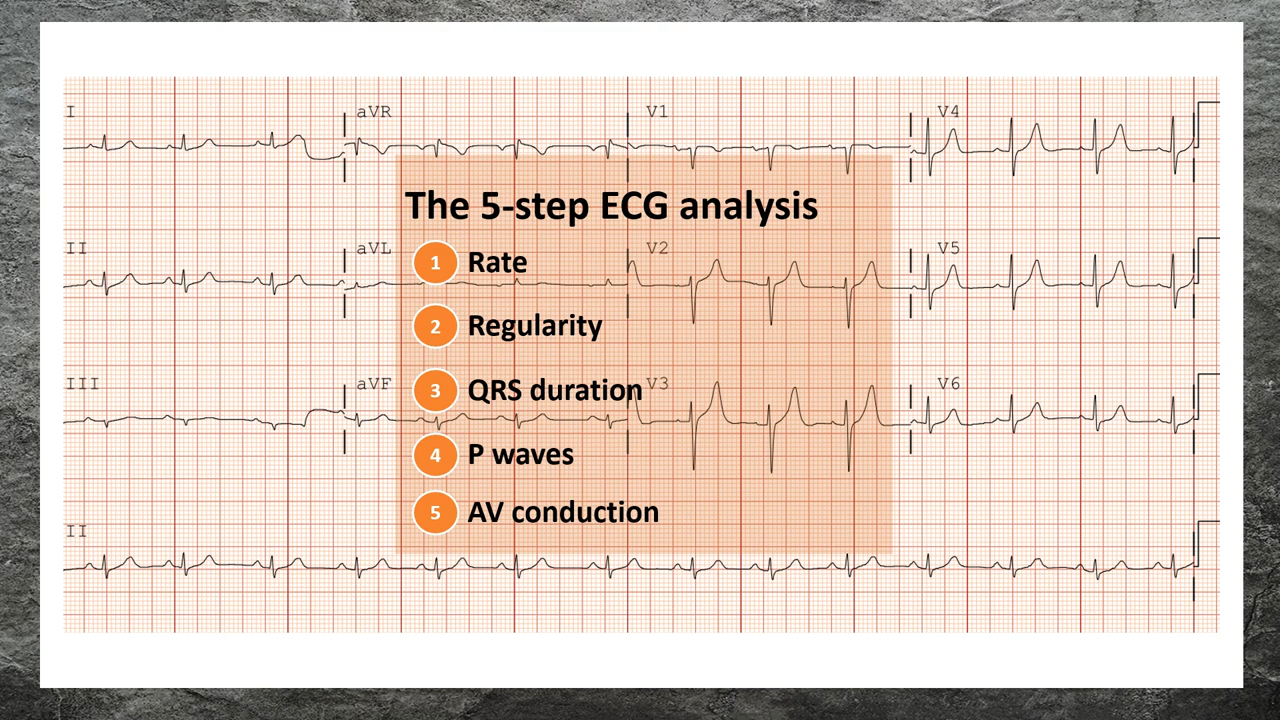 I aVR V1 V4
The 5-step ECG analysis
II aVL V2 V5
1 Rate
2 Regularity
III aVF V3 V6
3 QRS duration
4 P waves
5 AV conduction
II